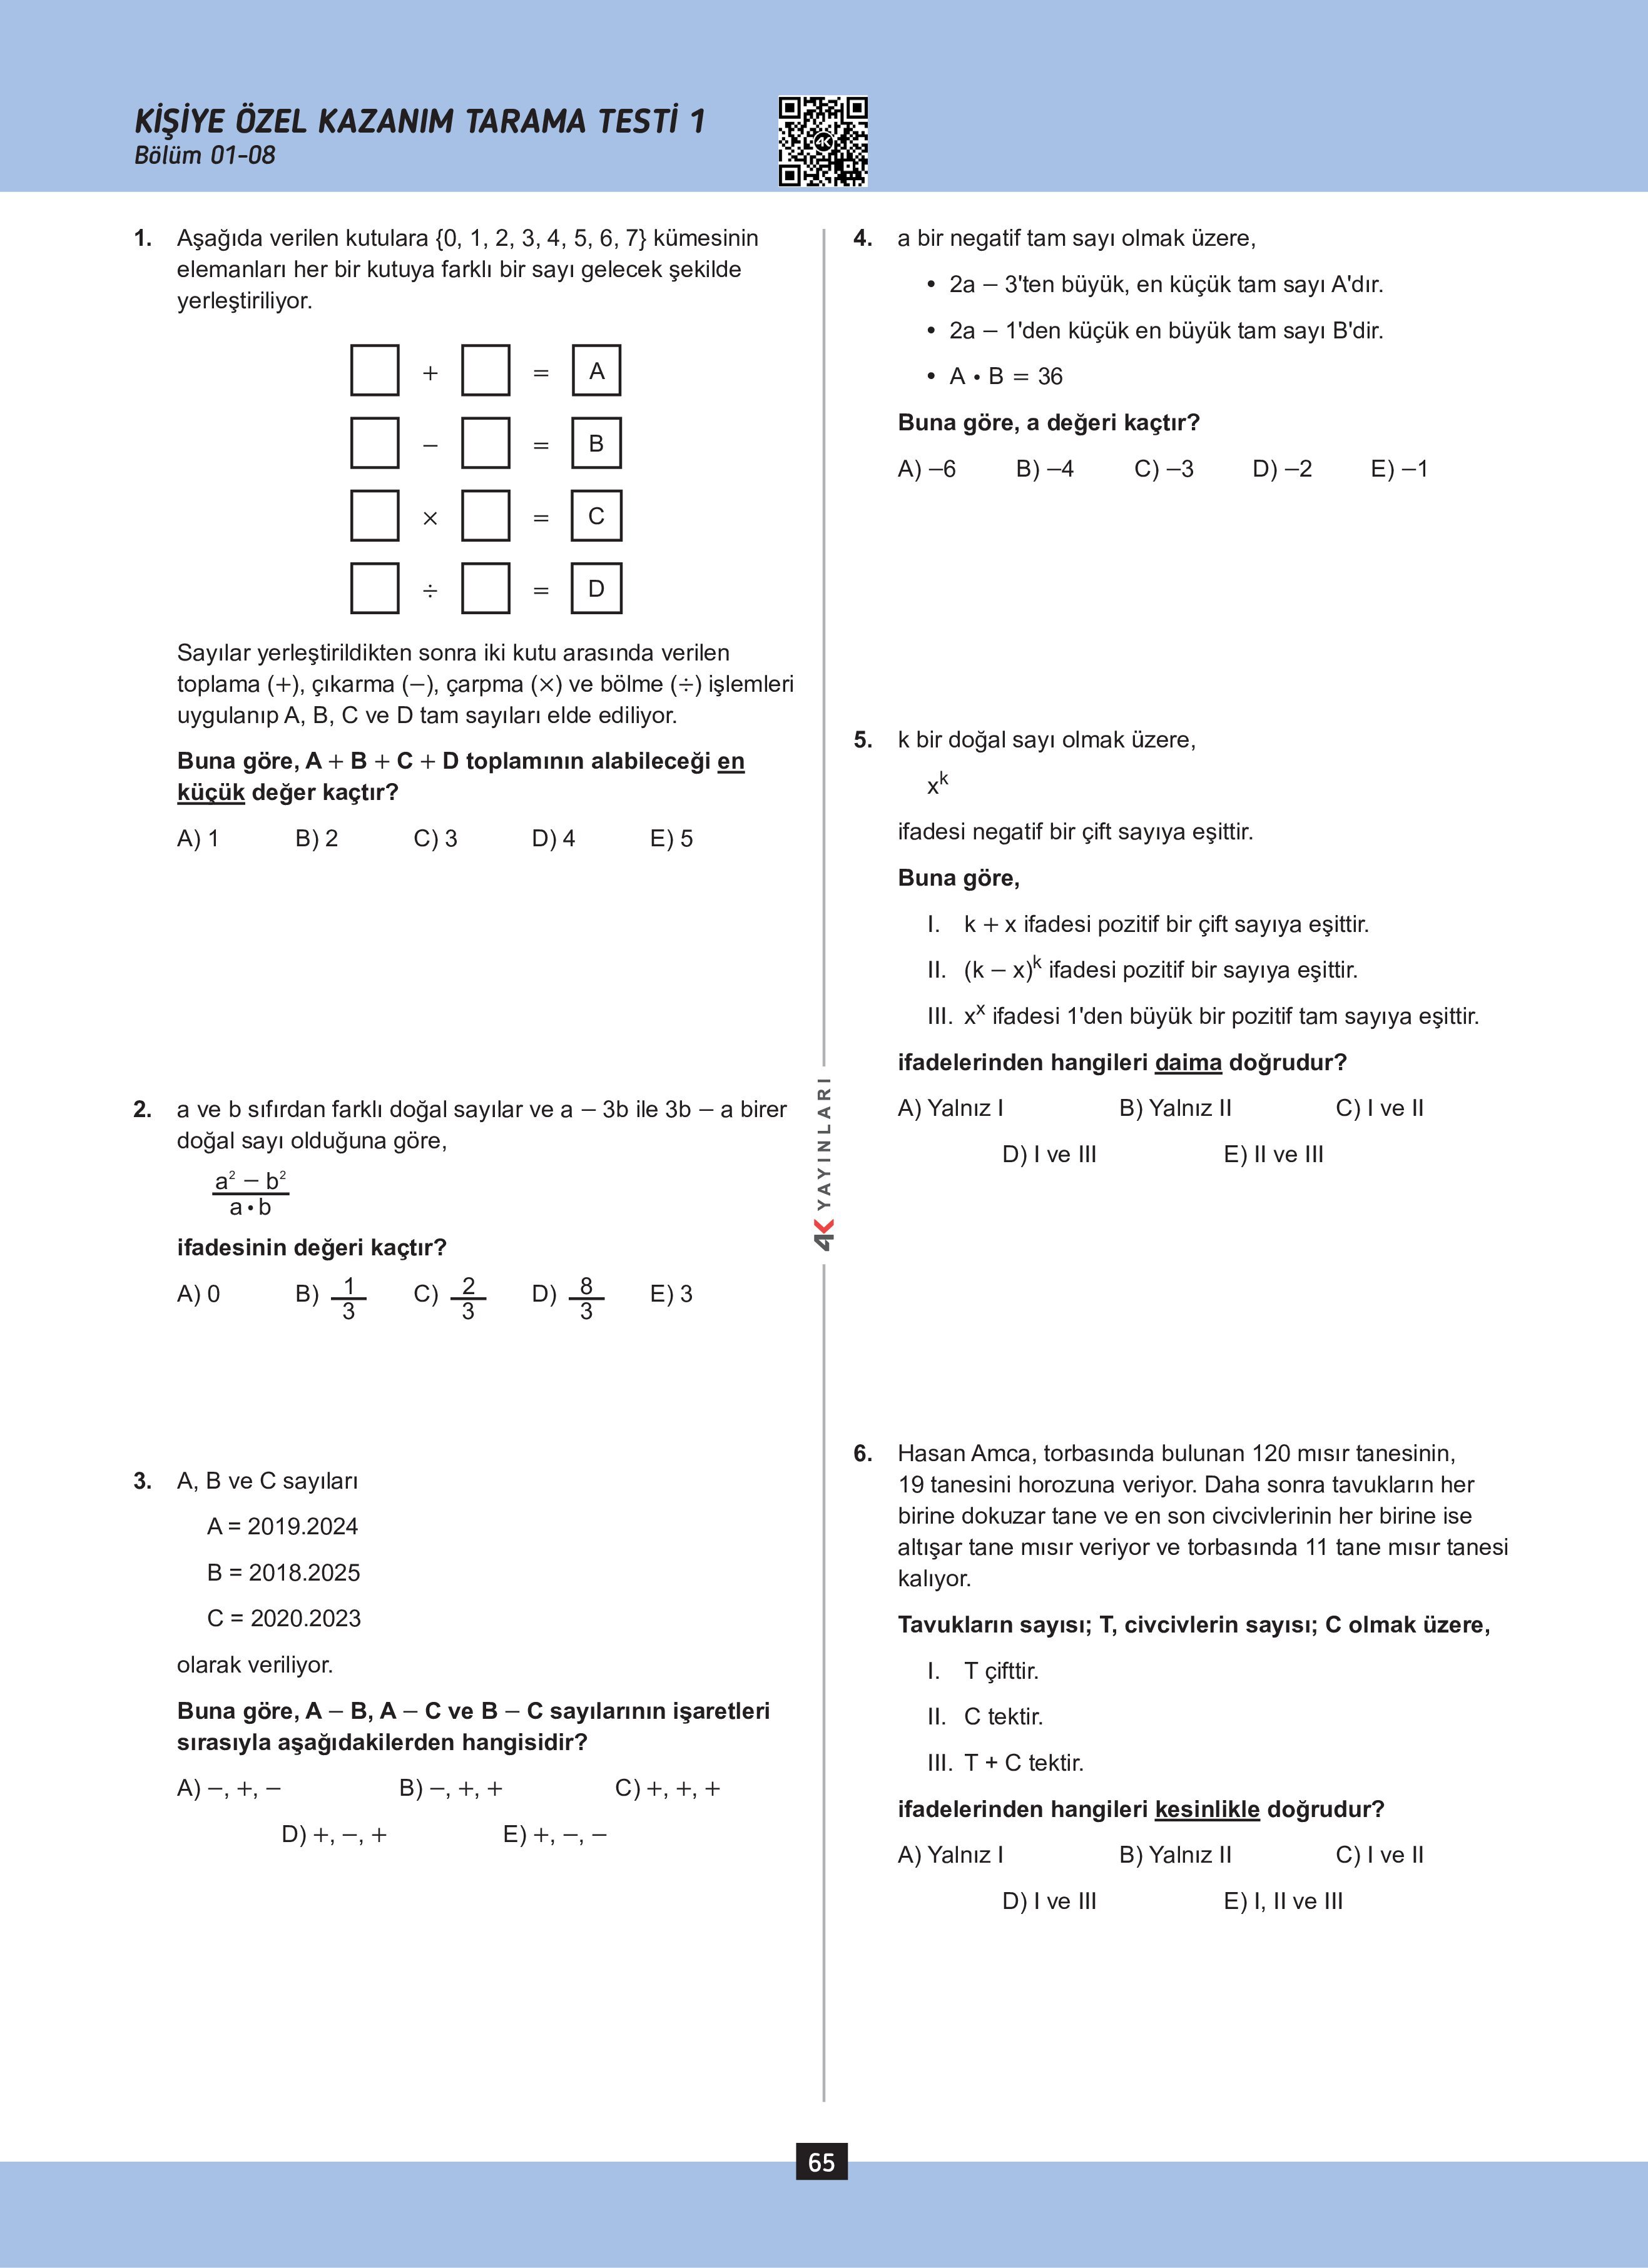 KİŞİYE ÖZEL KAZANIM TARAMA TESTİ 1
Bölüm 01-08
1. Aşağıda verilen kutulara {0, 1, 2, 3, 4, 5, 6, 7} kümesinin
elemanları her bir kutuya farklı bir sayı gelecek şekilde
yerleştiriliyor.
+ = A
− = B
× = C
÷ = D
Sayılar yerleştirildikten sonra iki kutu arasında verilen
toplama (+), çıkarma (−), çarpma (×) ve bölme (÷) işlemleri
uygulanıp A, B, C ve D tam sayıları elde ediliyor.
Buna göre, A + B + C + D toplamının alabileceği en
küçük değer kaçtır?
A) 1 B) 2 C) 3 D) 4 E) 5
2. a ve b sıfırdan farklı doğal sayılar ve a − 3b ile 3b − a birer
doğal sayı olduğuna göre,
a² − b²
a • b
ifadesinin değeri kaçtır?
A) 0 B) 1/3 C) 2/3 D) 8/3 E) 3
3. A, B ve C sayıları
A = 2019.2024
B = 2018.2025
C = 2020.2023
olarak veriliyor.
Buna göre, A − B, A − C ve B − C sayılarının işaretleri
sırasıyla aşağıdakilerden hangisidir?
A) −, +, − B) −, +, + C) +, +, +
D) +, −, + E) +, −, −
4K YAYINLARI
4. a bir negatif tam sayı olmak üzere,
• 2a − 3'ten büyük, en küçük tam sayı A'dır.
• 2a − 1'den küçük en büyük tam sayı B'dir.
• A • B = 36
Buna göre, a değeri kaçtır?
A) −6 B) −4 C) −3 D) −2 E) −1
5. k bir doğal sayı olmak üzere,
xᵏ
ifadesi negatif bir çift sayıya eşittir.
Buna göre,
I. k + x ifadesi pozitif bir çift sayıya eşittir.
II. (k − x)ᵏ ifadesi pozitif bir sayıya eşittir.
III. xˣ ifadesi 1'den büyük bir pozitif tam sayıya eşittir.
ifadelerinden hangileri daima doğrudur?
A) Yalnız I B) Yalnız II C) I ve II
D) I ve III E) II ve III
6. Hasan Amca, torbasında bulunan 120 mısır tanesinin,
19 tanesini horozuna veriyor. Daha sonra tavukların her
birine dokuzar tane ve en son civcivlerinin her birine ise
altışar tane mısır veriyor ve torbasında 11 tane mısır tanesi
kalıyor.
Tavukların sayısı; T, civcivlerin sayısı; C olmak üzere,
I. T çifttir.
II. C tektir.
III. T + C tektir.
ifadelerinden hangileri kesinlikle doğrudur?
A) Yalnız I B) Yalnız II C) I ve II
D) I ve III E) I, II ve III
65